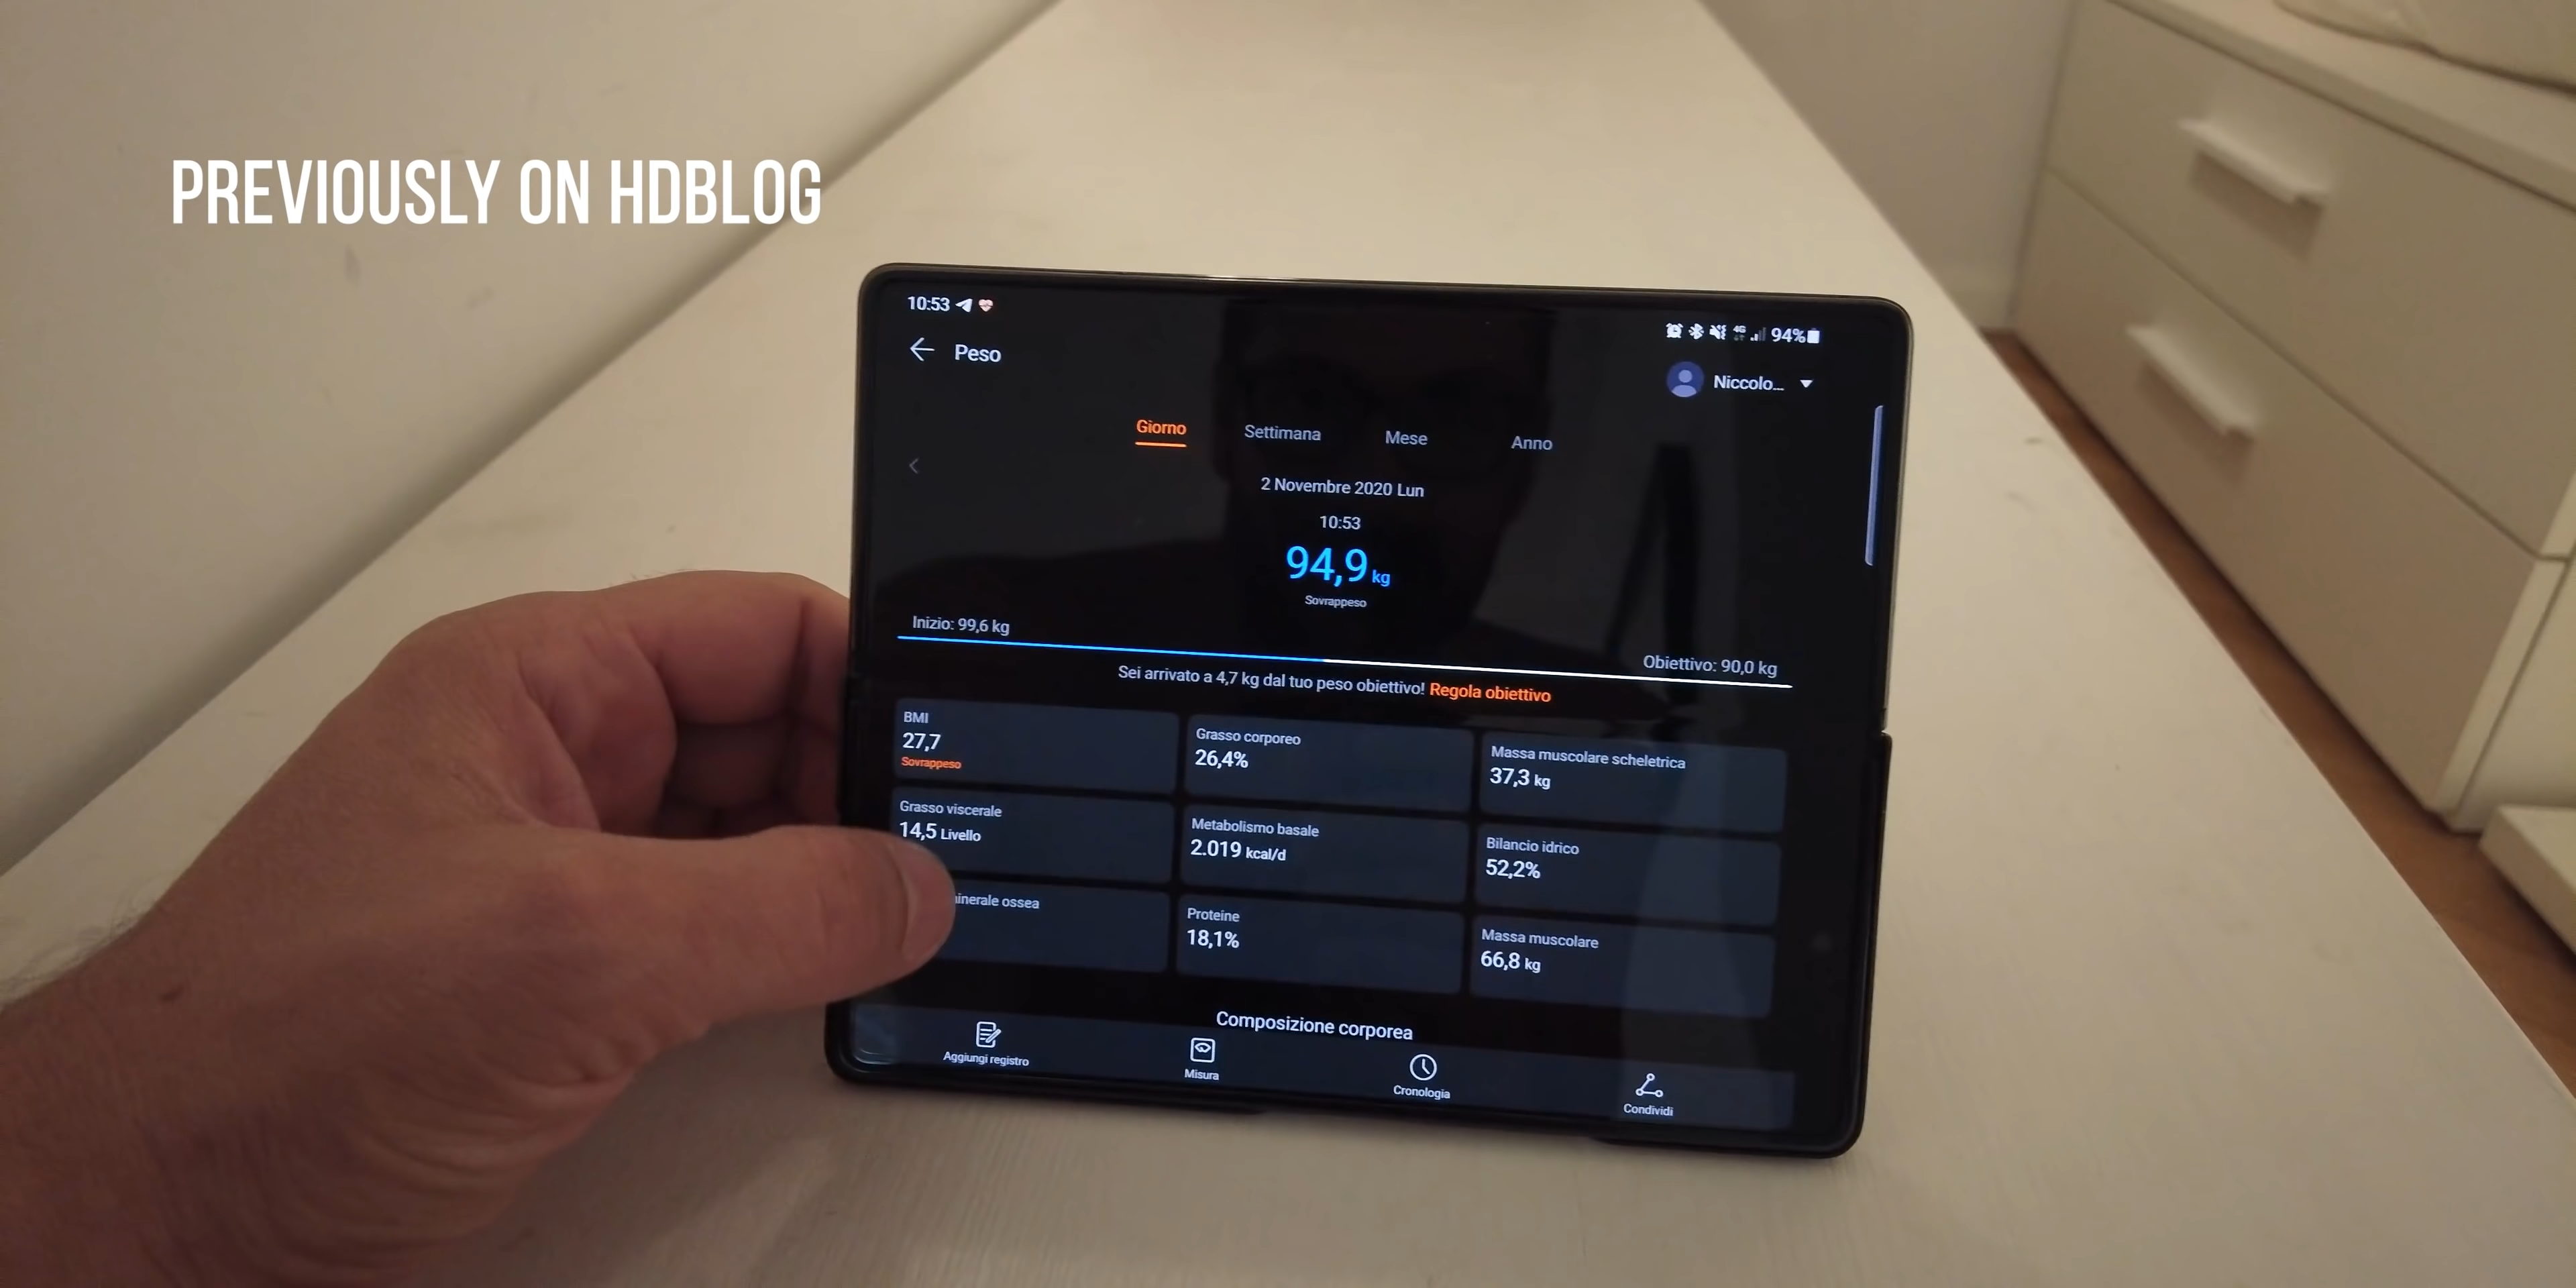 PREVIOUSLY ON HDBLOG
10:53
4G 94%
Peso
Niccolo...
Giorno Settimana Mese Anno
2 Novembre 2020 Lun
10:53
94,9 kg
Sovrappeso
Inizio: 99,6 kg
Obiettivo: 90,0 kg
Sei arrivato a 4,7 kg dal tuo peso obiettivo! Regola obiettivo
BMI
27,7
Sovrappeso
Grasso corporeo
26,4%
Massa muscolare scheletrica
37,3 kg
Grasso viscerale
14,5 Livello
Metabolismo basale
2.019 kcal/d
Bilancio idrico
52,2%
inerale ossea
Proteine
18,1%
Massa muscolare
66,8 kg
Composizione corporea
Aggiungi registro
Misura
Cronologia
Condividi